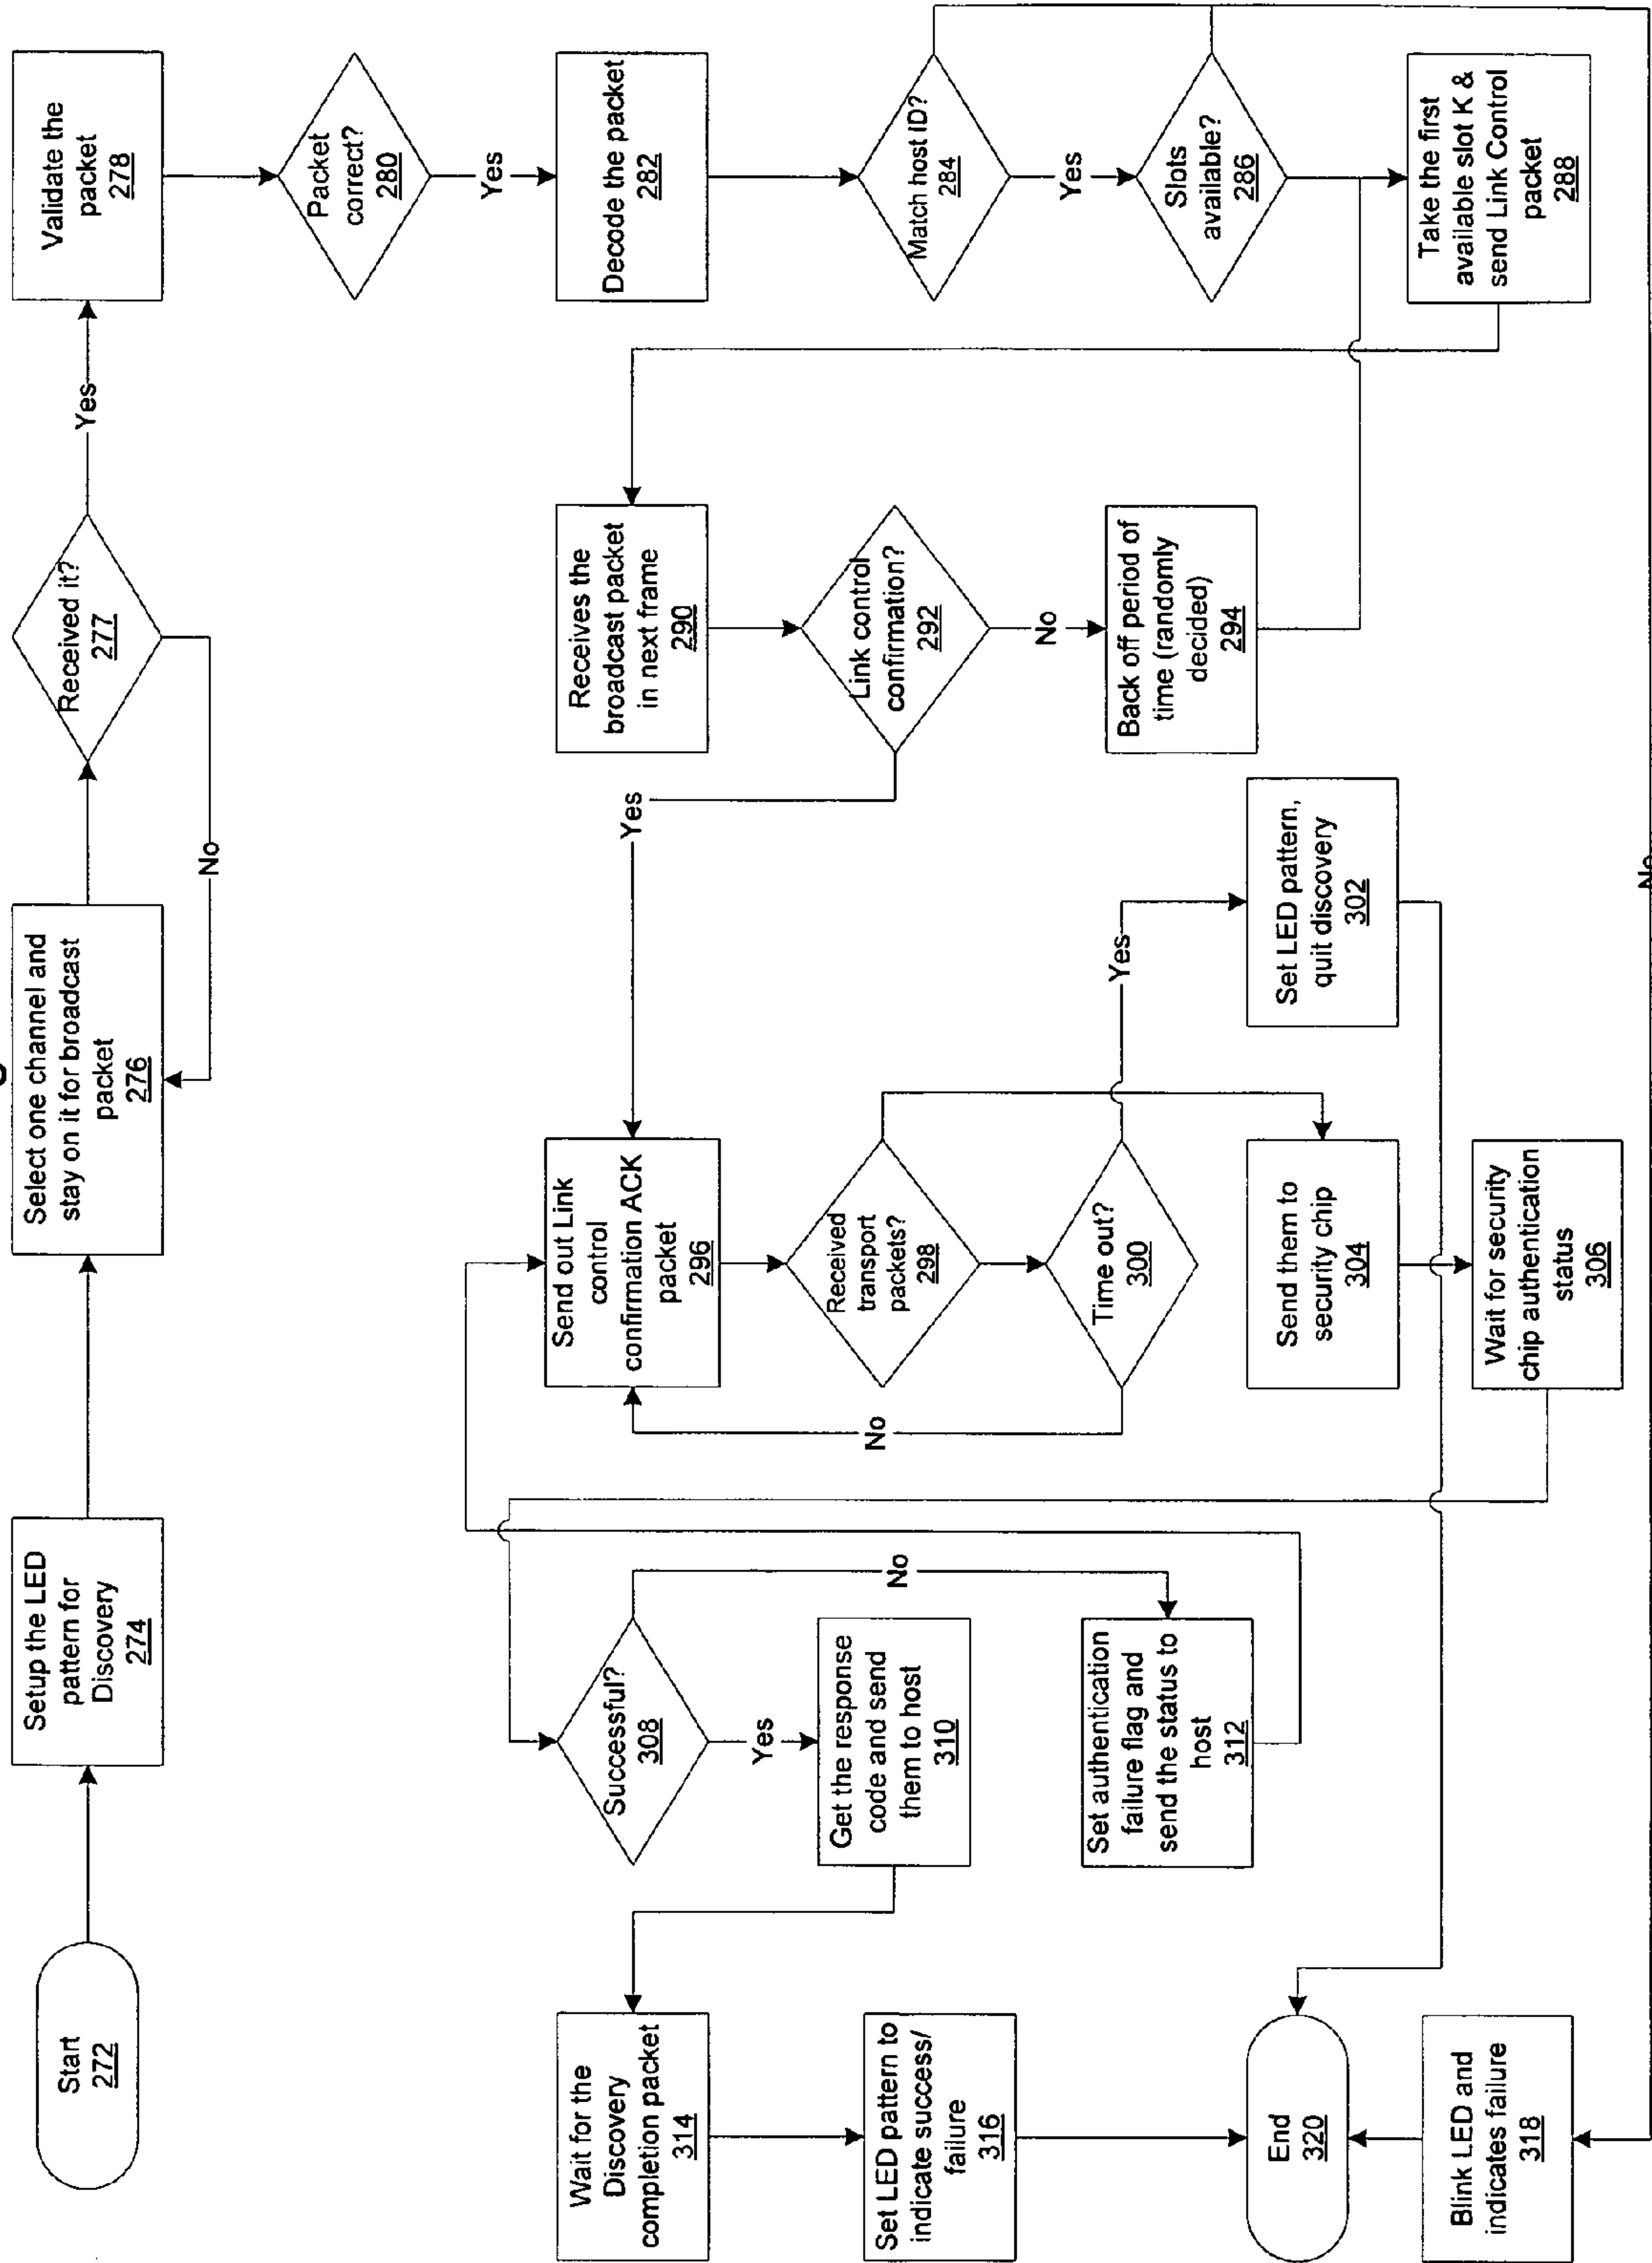 Start
272
Setup the LED
pattern for
Discovery
274
Select one channel and
stay on it for broadcast
packet
276
No
Received it?
277
Yes
Validate the
packet
278
Packet
correct?
280
Yes
Decode the packet
282
Match host ID?
284
Yes
Slots
available?
286
Take the first
available slot K &
send Link Control
packet
288
Receives the
broadcast packet
in next frame
290
Link control
confirmation?
292
No
Back off period of
time (randomly
decided)
294
Yes
Send out Link
control
confirmation ACK
packet
296
Received
transport
packets?
298
Time out?
300
No
Yes
Set LED pattern,
quit discovery
302
Send them to
security chip
304
Wait for security
chip authentication
status
306
Successful?
308
Yes
No
Get the response
code and send
them to host
310
Set authentication
failure flag and
send the status to
host
312
Wait for the
Discovery
completion packet
314
Set LED pattern to
indicate success/
failure
316
End
320
Blink LED and
indicates failure
318
No